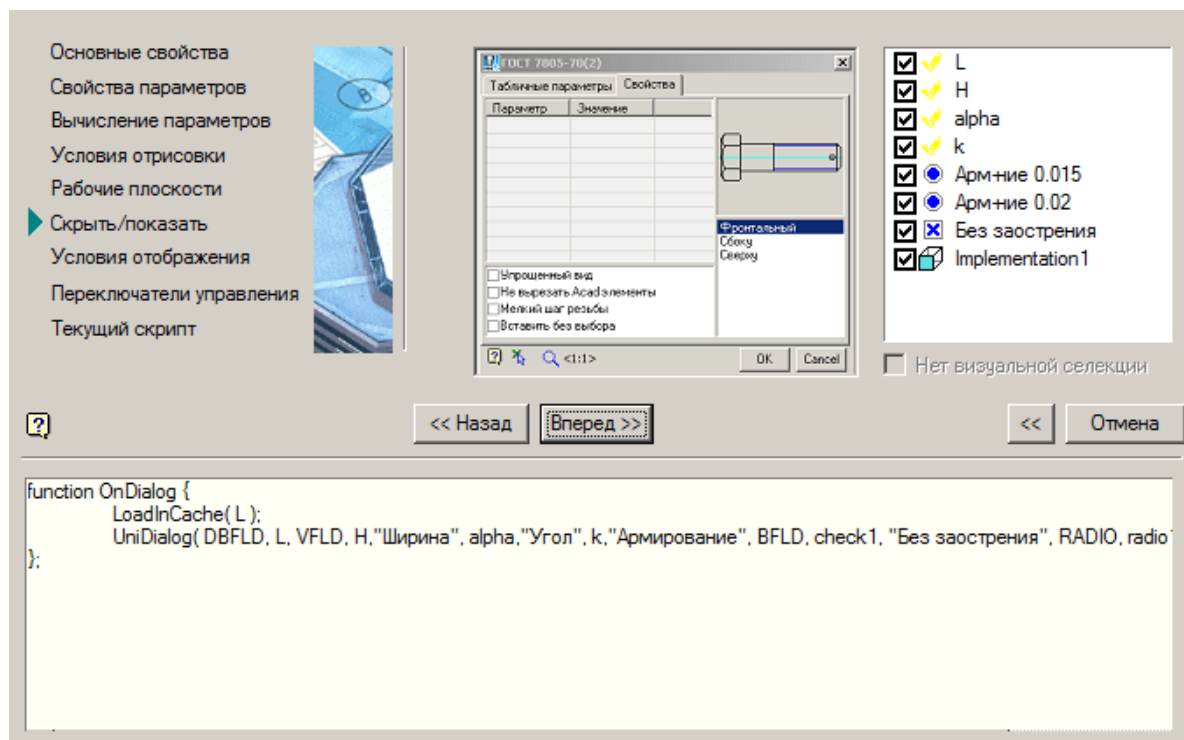 Основные свойства
Свойства параметров
Вычисление параметров
Условия отрисовки
Рабочие плоскости
Скрыть/показать
Условия отображения
Переключатели управления
Текущий скрипт
B
ГОСТ 7805-70(2)
Табличные параметры
Свойства
Параметр
Значение
Фронтальный
Сбоку
Сверху
Упрошенный вид
Не вырезать Acad элементы
Мелкий шаг резьбы
Вставить без выбора
<1:1>
OK
Cancel
L
H
alpha
k
Арм+ние 0.015
Арм+ние 0.02
Без заострения
Implementation1
Нет визуальной селекции
<< Назад
Вперед >>
<<
Отмена
function OnDialog {
LoadInCache( L );
UniDialog( DBFLD, L, VFLD, H,"Ширина", alpha,"Угол", k,"Армирование", BFLD, check1, "Без заострения", RADIO, radio1
};